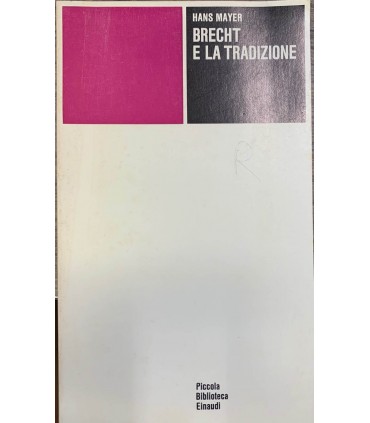 HANS MAYER
BRECHT
E LA TRADIZIONE
Piccola
Biblioteca
Einaudi